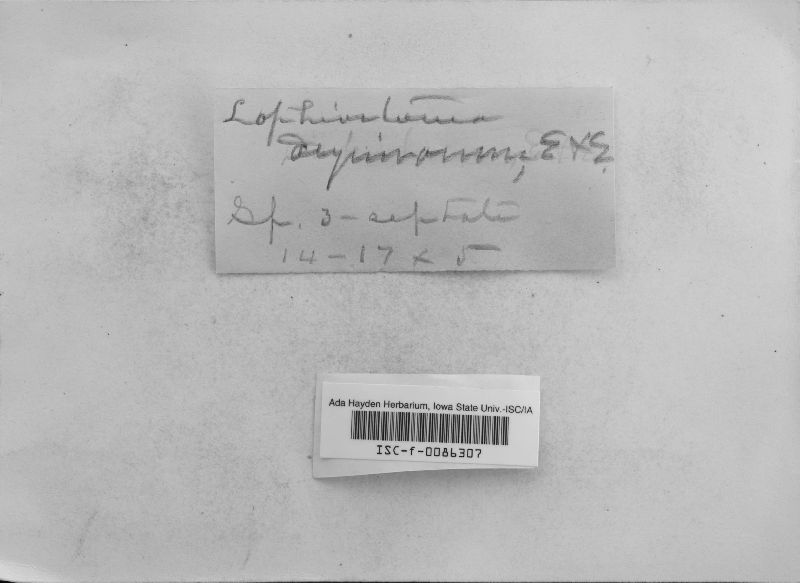 Lophiostoma
E & E
Sp. 3-septate
14-17 x 5
Ada Hayden Herbarium, Iowa State Univ.-ISC/IA
ISC-f-0086307